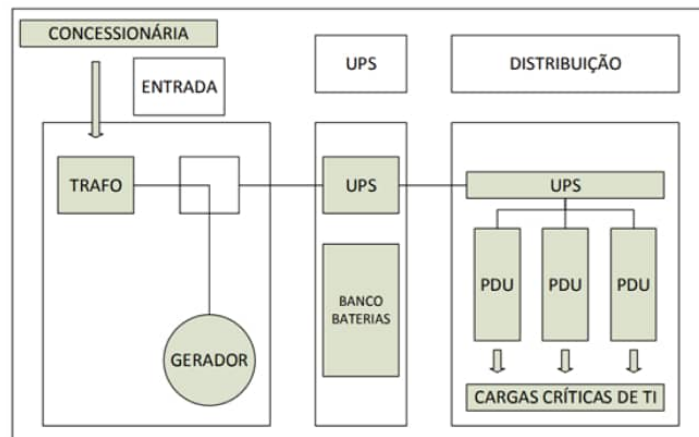 CONCESSIONÁRIA
ENTRADA
UPS
DISTRIBUIÇÃO
TRAFO
UPS
UPS
BANCO
BATERIAS
PDU
PDU
PDU
GERADOR
CARGAS CRÍTICAS DE TI